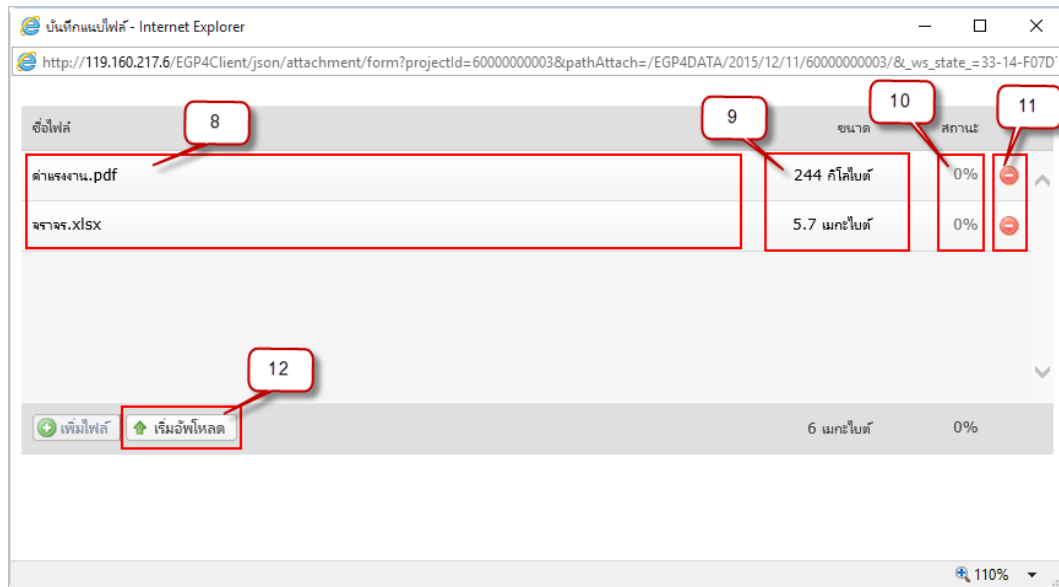 บันทึกแนบไฟล์ - Internet Explorer
http://119.160.217.6/EGP4Client/json/attachment/form?projectId=60000000003&pathAttach=/EGP4DATA/2015/12/11/60000000003/&_ws_state_=33-14-F07D
8 9 10 11
ชื่อไฟล์ ขนาด สถานะ
ค่าแรงงาน.pdf 244 กิโลไบต์ 0%
จราจร.xlsx 5.7 เมกะไบต์ 0%
12
เพิ่มไฟล์ เริ่มอัพโหลด 6 เมกะไบต์ 0%
110%